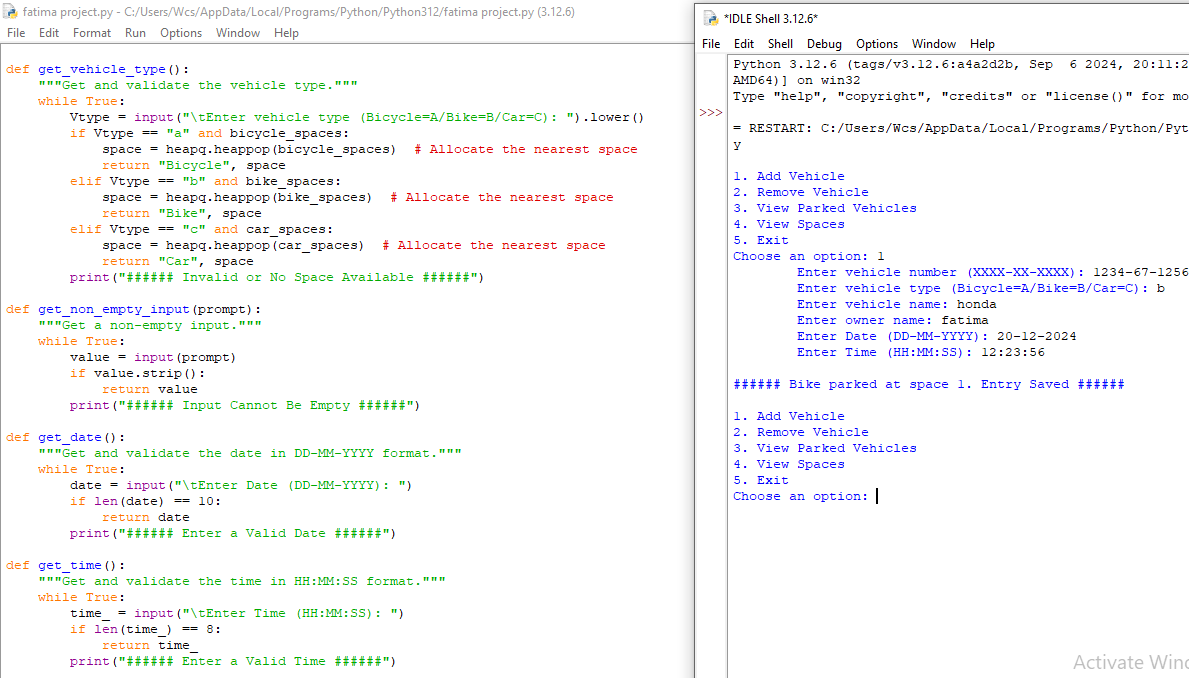 fatima project.py - C:/Users/Wcs/AppData/Local/Programs/Python/Python312/fatima project.py (3.12.6)
File Edit Format Run Options Window Help
def get_vehicle_type():
    """Get and validate the vehicle type."""
    while True:
        Vtype = input("\tEnter vehicle type (Bicycle=A/Bike=B/Car=C): ").lower()
        if Vtype == "a" and bicycle_spaces:
            space = heapq.heappop(bicycle_spaces)  # Allocate the nearest space
            return "Bicycle", space
        elif Vtype == "b" and bike_spaces:
            space = heapq.heappop(bike_spaces)  # Allocate the nearest space
            return "Bike", space
        elif Vtype == "c" and car_spaces:
            space = heapq.heappop(car_spaces)  # Allocate the nearest space
            return "Car", space
        print("###### Invalid or No Space Available ######")
def get_non_empty_input(prompt):
    """Get a non-empty input."""
    while True:
        value = input(prompt)
        if value.strip():
            return value
        print("###### Input Cannot Be Empty ######")
def get_date():
    """Get and validate the date in DD-MM-YYYY format."""
    while True:
        date = input("\tEnter Date (DD-MM-YYYY): ")
        if len(date) == 10:
            return date
        print("###### Enter a Valid Date ######")
def get_time():
    """Get and validate the time in HH:MM:SS format."""
    while True:
        time_ = input("\tEnter Time (HH:MM:SS): ")
        if len(time_) == 8:
            return time_
        print("###### Enter a Valid Time ######")
*IDLE Shell 3.12.6*
File Edit Shell Debug Options Window Help
Python 3.12.6 (tags/v3.12.6:a4a2d2b, Sep  6 2024, 20:11:2
AMD64)] on win32
Type "help", "copyright", "credits" or "license()" for mo
>>>
= RESTART: C:/Users/Wcs/AppData/Local/Programs/Python/Pyt
y
1. Add Vehicle
2. Remove Vehicle
3. View Parked Vehicles
4. View Spaces
5. Exit
Choose an option: 1
        Enter vehicle number (XXXX-XX-XXXX): 1234-67-1256
        Enter vehicle type (Bicycle=A/Bike=B/Car=C): b
        Enter vehicle name: honda
        Enter owner name: fatima
        Enter Date (DD-MM-YYYY): 20-12-2024
        Enter Time (HH:MM:SS): 12:23:56
###### Bike parked at space 1. Entry Saved ######
1. Add Vehicle
2. Remove Vehicle
3. View Parked Vehicles
4. View Spaces
5. Exit
Choose an option:
Activate Wind